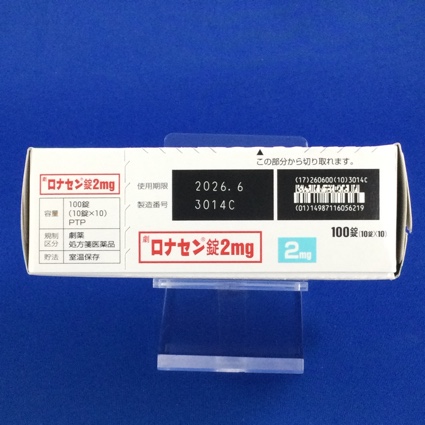 ▲
この部分から切り取れます。
劇 ロナセン®錠2mg
容量 100錠
(10錠×10)
PTP
規制区分 劇薬
処方箋医薬品
貯法 室温保存
使用期限 2026.6
製造番号 3014C
(17)260600(10)3014C
(01)14987116056219
劇 ロナセン®錠2mg
2mg
100錠(10錠×10)